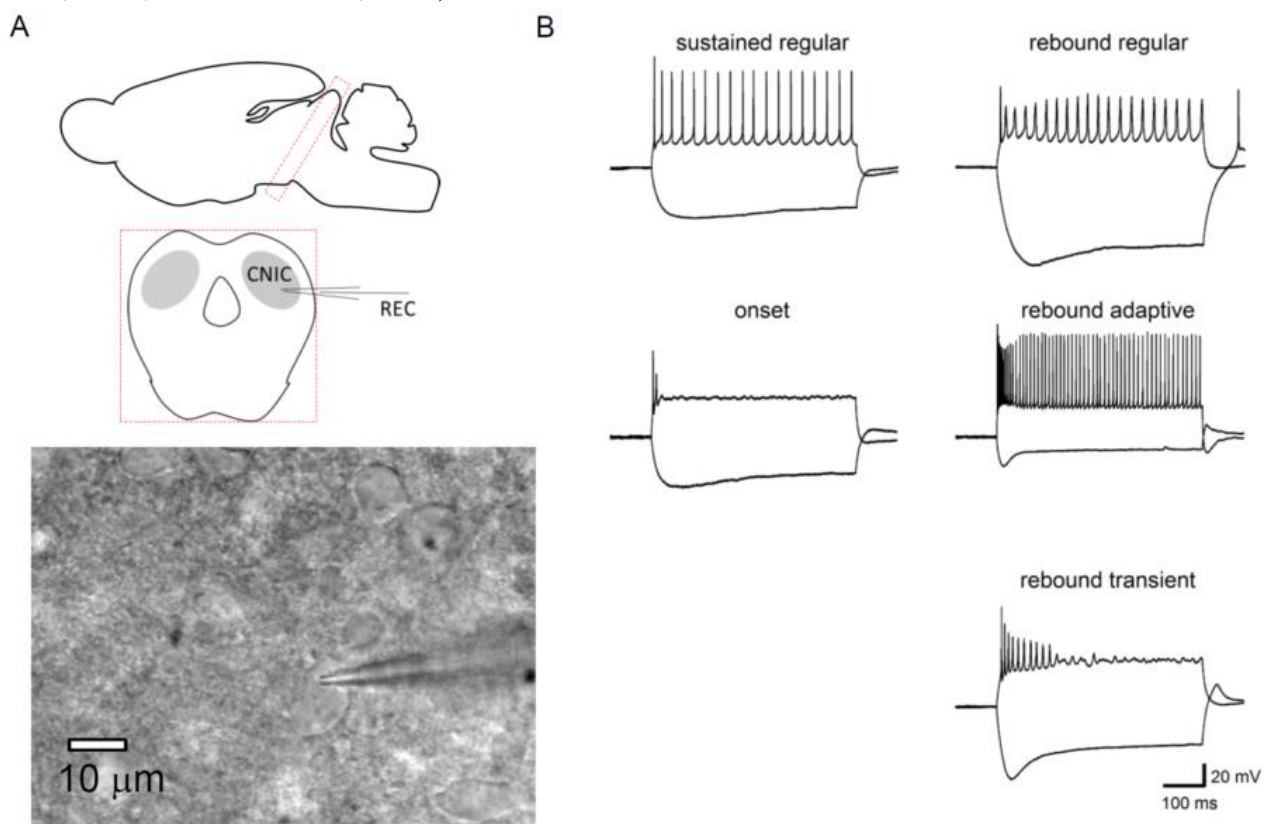 A
B
sustained regular
rebound regular
CNIC
REC
onset
rebound adaptive
rebound transient
10 μm
20 mV
100 ms